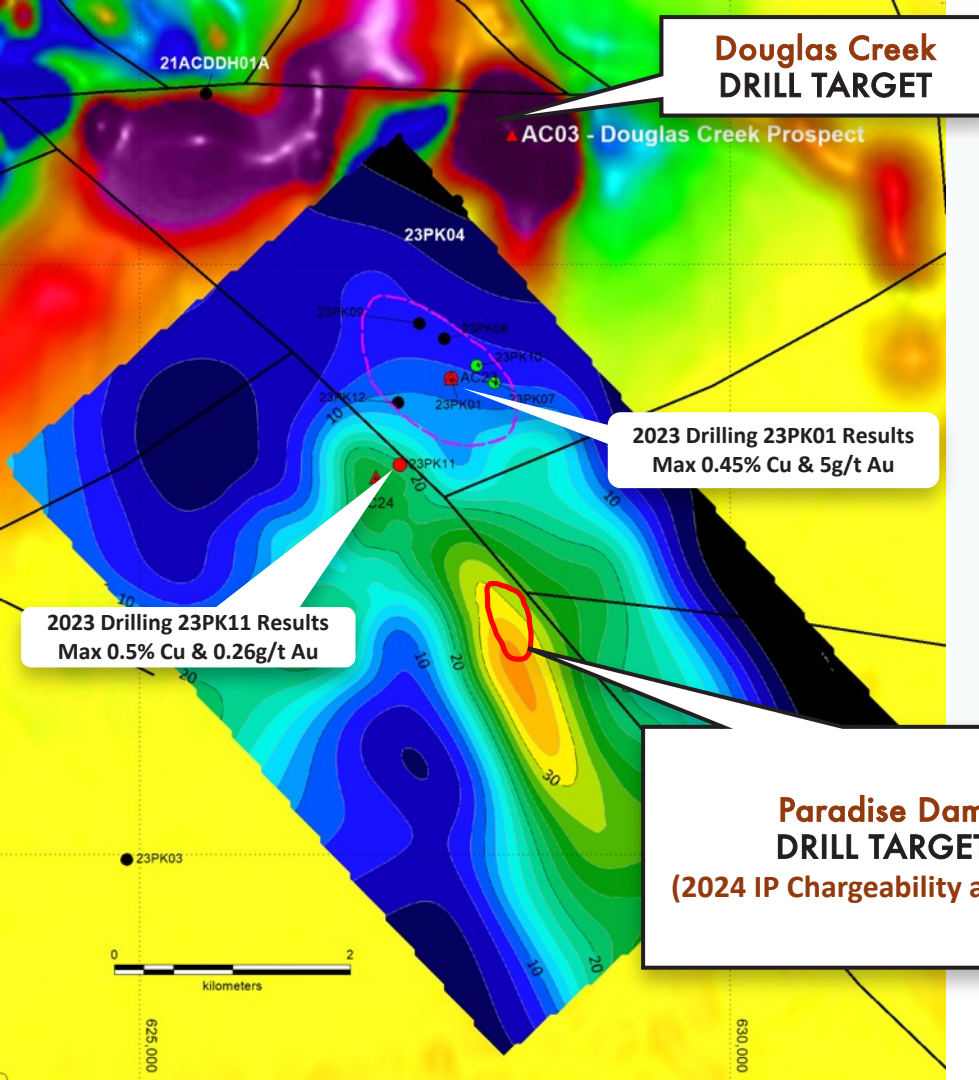 Douglas Creek
DRILL TARGET
21ACDDH01A
AC03 - Douglas Creek Prospect
23PK04
23PK09
23PK08
23PK10
AC23
23PK07
23PK12
23PK01
10
2023 Drilling 23PK01 Results
Max 0.45% Cu & 5g/t Au
23PK11
20
10
2023 Drilling 23PK11 Results
Max 0.5% Cu & 0.26g/t Au
10
10
20
20
30
Paradise Dam
DRILL TARGET
(2024 IP Chargeability
23PK03
0
2
kilometers
10
20
625,000
630,000